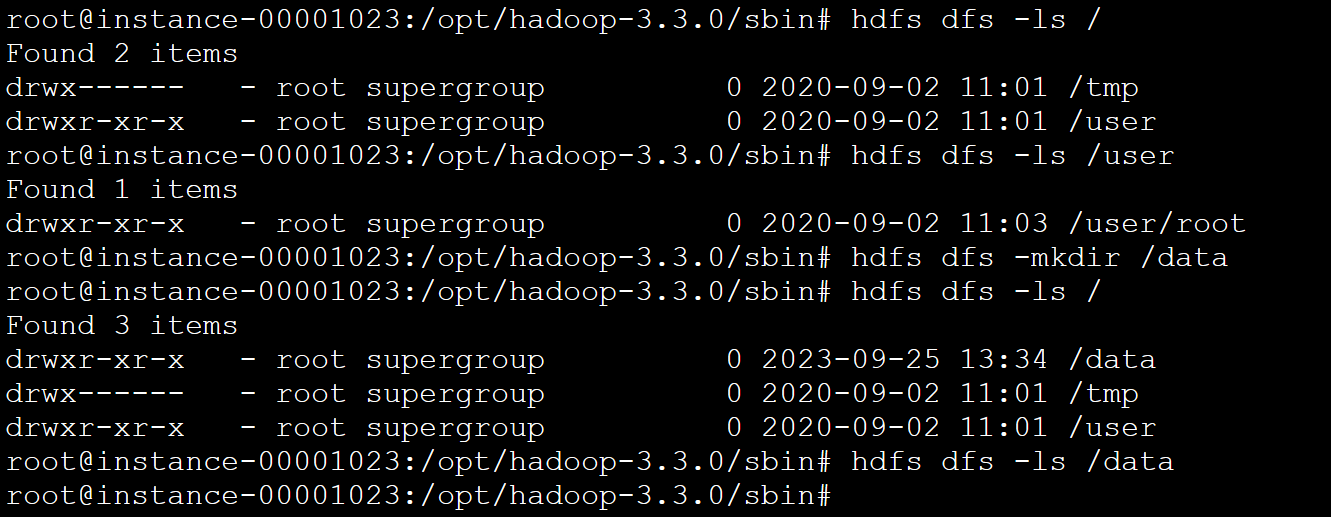 root@instance-00001023:/opt/hadoop-3.3.0/sbin# hdfs dfs -ls /
Found 2 items
drwx------   - root supergroup          0 2020-09-02 11:01 /tmp
drwxr-xr-x   - root supergroup          0 2020-09-02 11:01 /user
root@instance-00001023:/opt/hadoop-3.3.0/sbin# hdfs dfs -ls /user
Found 1 items
drwxr-xr-x   - root supergroup          0 2020-09-02 11:03 /user/root
root@instance-00001023:/opt/hadoop-3.3.0/sbin# hdfs dfs -mkdir /data
root@instance-00001023:/opt/hadoop-3.3.0/sbin# hdfs dfs -ls /
Found 3 items
drwxr-xr-x   - root supergroup          0 2023-09-25 13:34 /data
drwx------   - root supergroup          0 2020-09-02 11:01 /tmp
drwxr-xr-x   - root supergroup          0 2020-09-02 11:01 /user
root@instance-00001023:/opt/hadoop-3.3.0/sbin# hdfs dfs -ls /data
root@instance-00001023:/opt/hadoop-3.3.0/sbin#